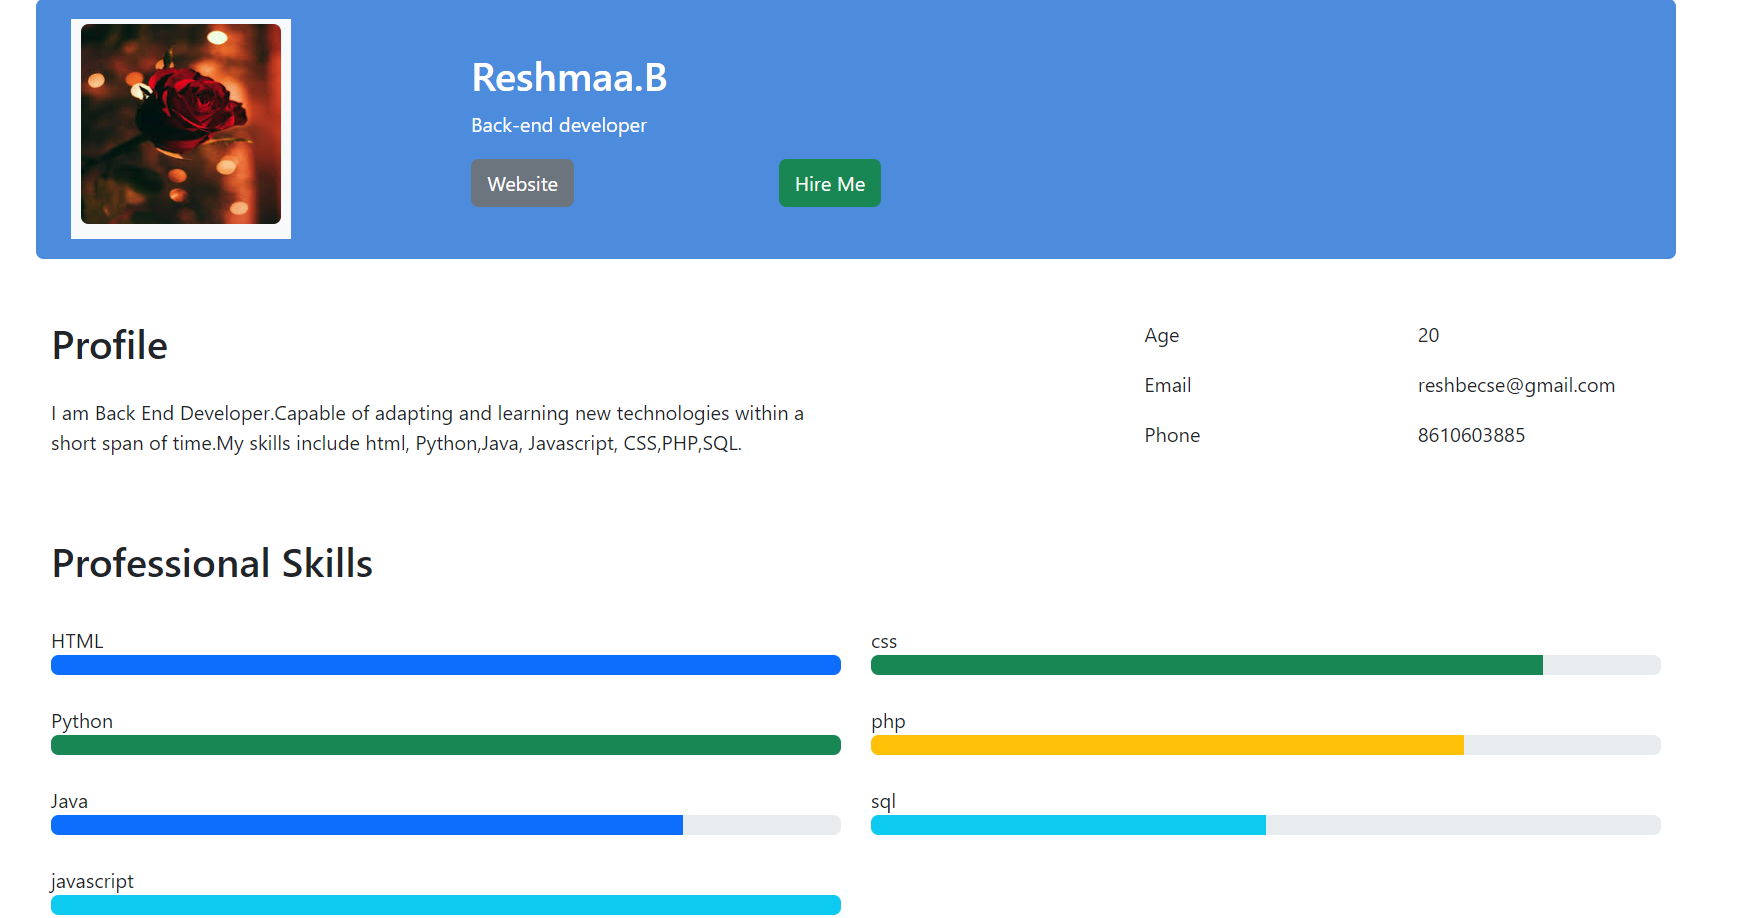 Reshmaa.B
Back-end developer
Website
Hire Me
Profile
I am Back End Developer.Capable of adapting and learning new technologies within a
short span of time.My skills include html, Python,Java, Javascript, CSS,PHP,SQL.
Age 20
Email reshbecse@gmail.com
Phone 8610603885
Professional Skills
HTML
css
Python
php
Java
sql
javascript